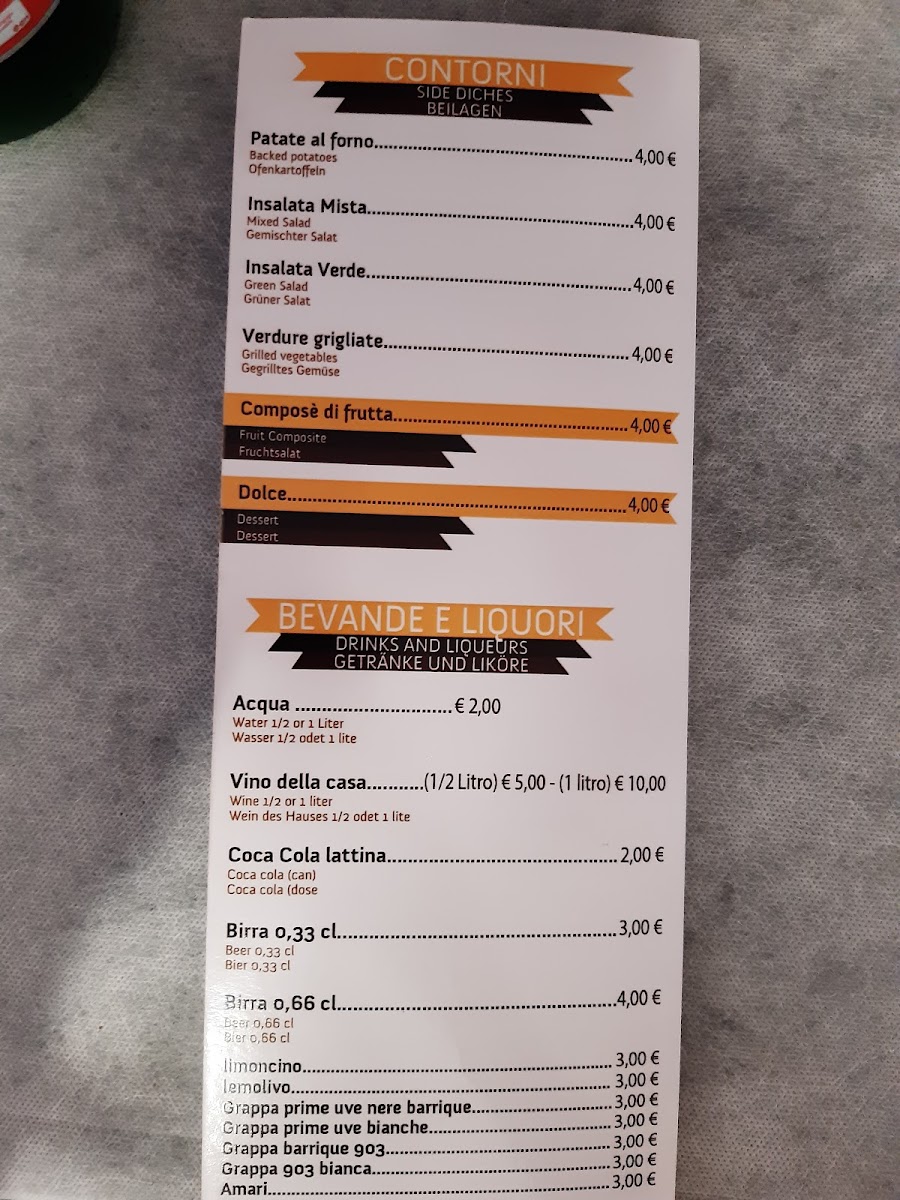 CONTORNI
SIDE DICHES
BEILAGEN
Patate al forno.......................................................4,00 €
Backed potatoes
Ofenkartoffeln
Insalata Mista.......................................................4,00 €
Mixed Salad
Gemischter Salat
Insalata Verde.......................................................4,00 €
Green Salad
Grüner Salat
Verdure grigliate..................................................4,00 €
Grilled vegetables
Gegrilltes Gemüse
Composè di frutta................................................4,00 €
Fruit Composite
Fruchtsalat
Dolce....................................................................4,00 €
Dessert
Dessert
BEVANDE E LIQUORI
DRINKS AND LIQUEURS
GETRÄNKE UND LIKÖRE
Acqua ..............................€ 2,00
Water 1/2 or 1 Liter
Wasser 1/2 odet 1 lite
Vino della casa...........(1/2 Litro) € 5,00 - (1 litro) € 10,00
Wine 1/2 or 1 liter
Wein des Hauses 1/2 odet 1 lite
Coca Cola lattina.............................................2,00 €
Coca cola (can)
Coca cola (dose
Birra 0,33 cl.......................................................3,00 €
Beer 0,33 cl
Bier 0,33 cl
Birra 0,66 cl.......................................................4,00 €
Beer 0,66 cl
Bier 0,66 cl
limoncino............................................................3,00 €
lemolivo..............................................................3,00 €
Grappa prime uve nere barrique...........................3,00 €
Grappa prime uve bianche...................................3,00 €
Grappa barrique 903............................................3,00 €
Grappa 903 bianca...............................................3,00 €
Amari..................................................................3,00 €